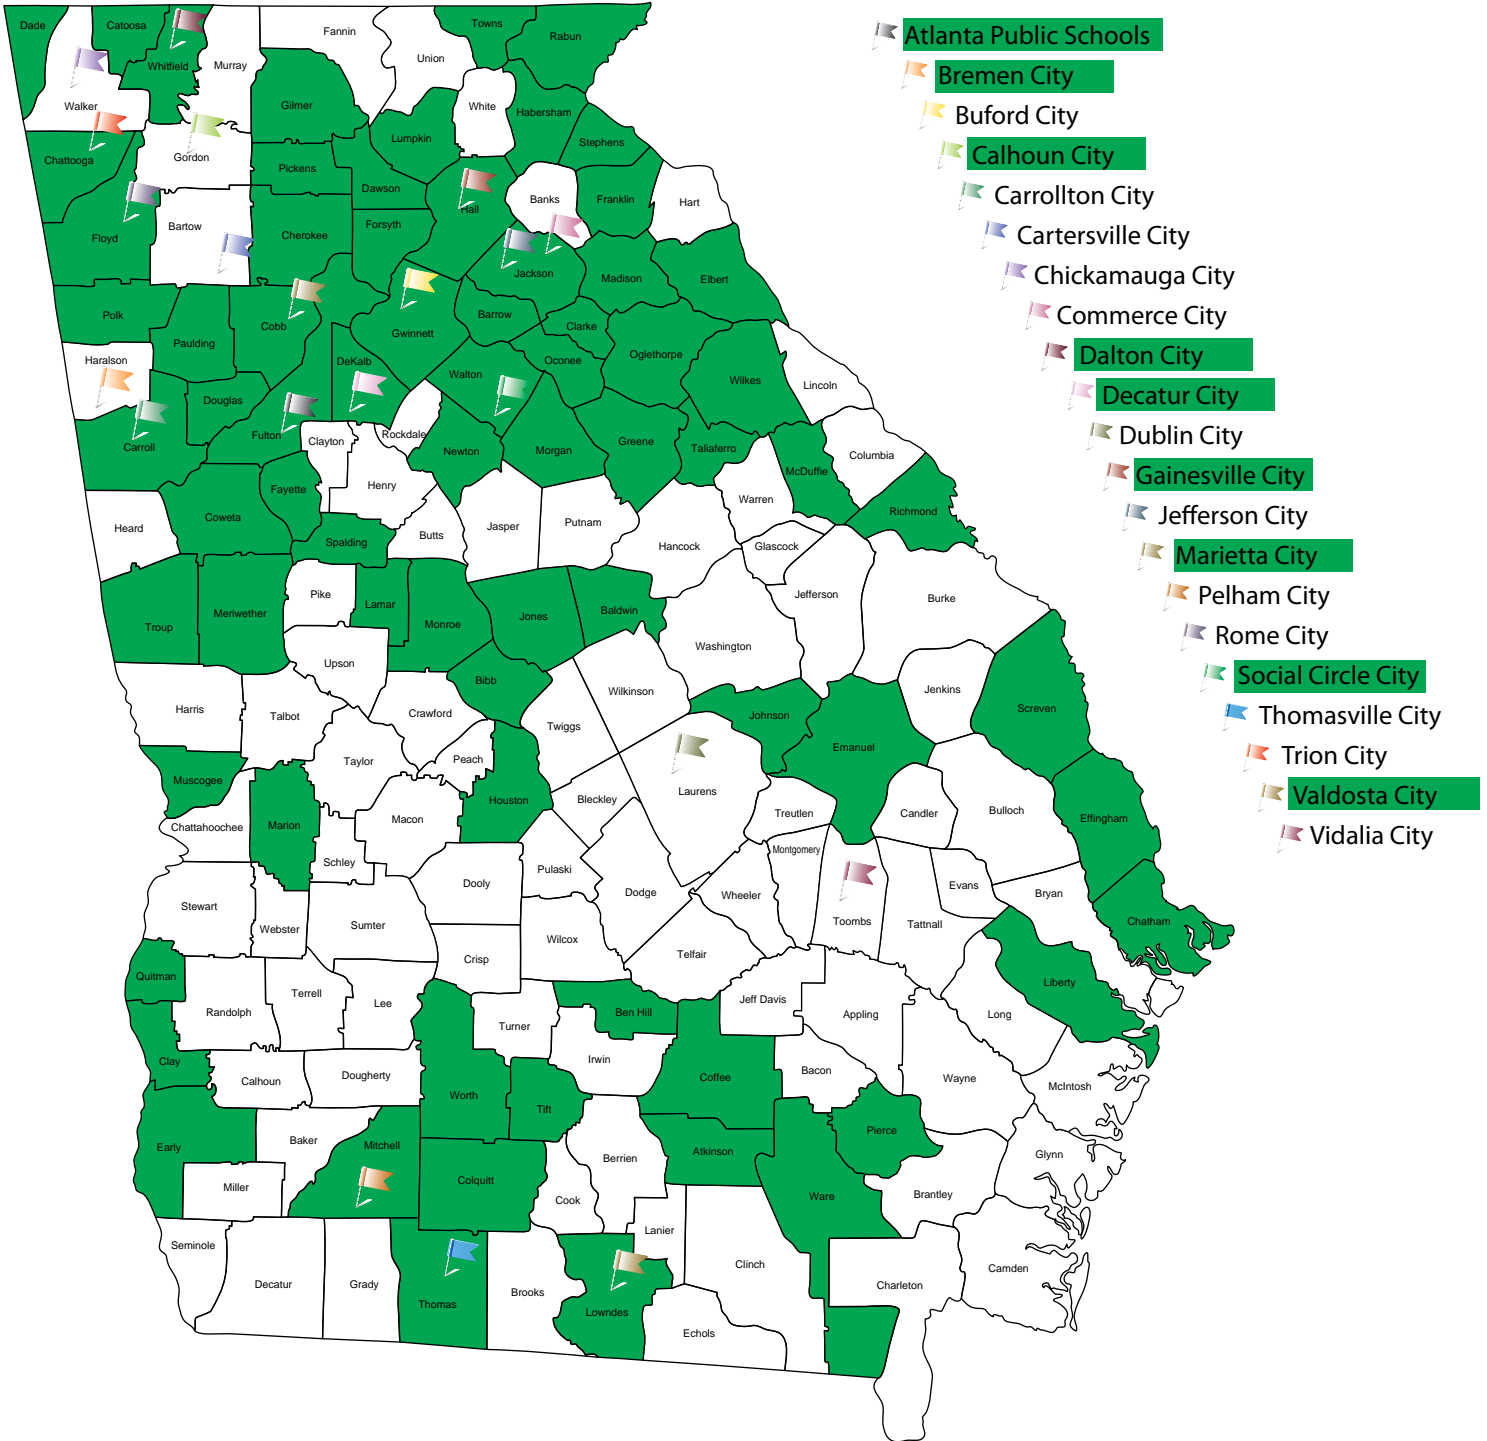 Dade
Catoosa
Whitfield
Murray
Fannin
Union
Towns
Rabun
Walker
Gilmer
White
Habersham
Lumpkin
Stephens
Chattooga
Gordon
Pickens
Dawson
Hall
Banks
Franklin
Hart
Floyd
Bartow
Cherokee
Forsyth
Jackson
Madison
Elbert
Polk
Paulding
Cobb
Gwinnett
Barrow
Clarke
Oconee
Oglethorpe
Wilkes
Lincoln
Haralson
DeKalb
Walton
Douglas
Carroll
Fulton
Clayton
Rockdale
Newton
Morgan
Greene
Taliaferro
McDuffie
Columbia
Fayette
Henry
Warren
Richmond
Heard
Coweta
Spalding
Butts
Jasper
Putnam
Hancock
Glascock
Jefferson
Burke
Troup
Meriwether
Pike
Lamar
Monroe
Jones
Baldwin
Washington
Upson
Bibb
Wilkinson
Jenkins
Screven
Harris
Talbot
Crawford
Twiggs
Johnson
Emanuel
Taylor
Peach
Muscogee
Houston
Bleckley
Laurens
Treutlen
Candler
Bulloch
Effingham
Chattahoochee
Marion
Macon
Schley
Montgomery
Dooly
Pulaski
Dodge
Wheeler
Toombs
Evans
Bryan
Stewart
Webster
Sumter
Tattnall
Chatham
Crisp
Wilcox
Telfair
Quitman
Terrell
Lee
Randolph
Turner
Ben Hill
Jeff Davis
Appling
Long
Liberty
Clay
Calhoun
Dougherty
Worth
Tift
Irwin
Coffee
Bacon
Wayne
McIntosh
Early
Baker
Mitchell
Colquitt
Berrien
Atkinson
Pierce
Glynn
Miller
Cook
Ware
Brantley
Seminole
Decatur
Grady
Thomas
Brooks
Lowndes
Lanier
Echols
Clinch
Charleton
Camden
Atlanta Public Schools
Bremen City
Buford City
Calhoun City
Carrollton City
Cartersville City
Chickamauga City
Commerce City
Dalton City
Decatur City
Dublin City
Gainesville City
Jefferson City
Marietta City
Pelham City
Rome City
Social Circle City
Thomasville City
Trion City
Valdosta City
Vidalia City